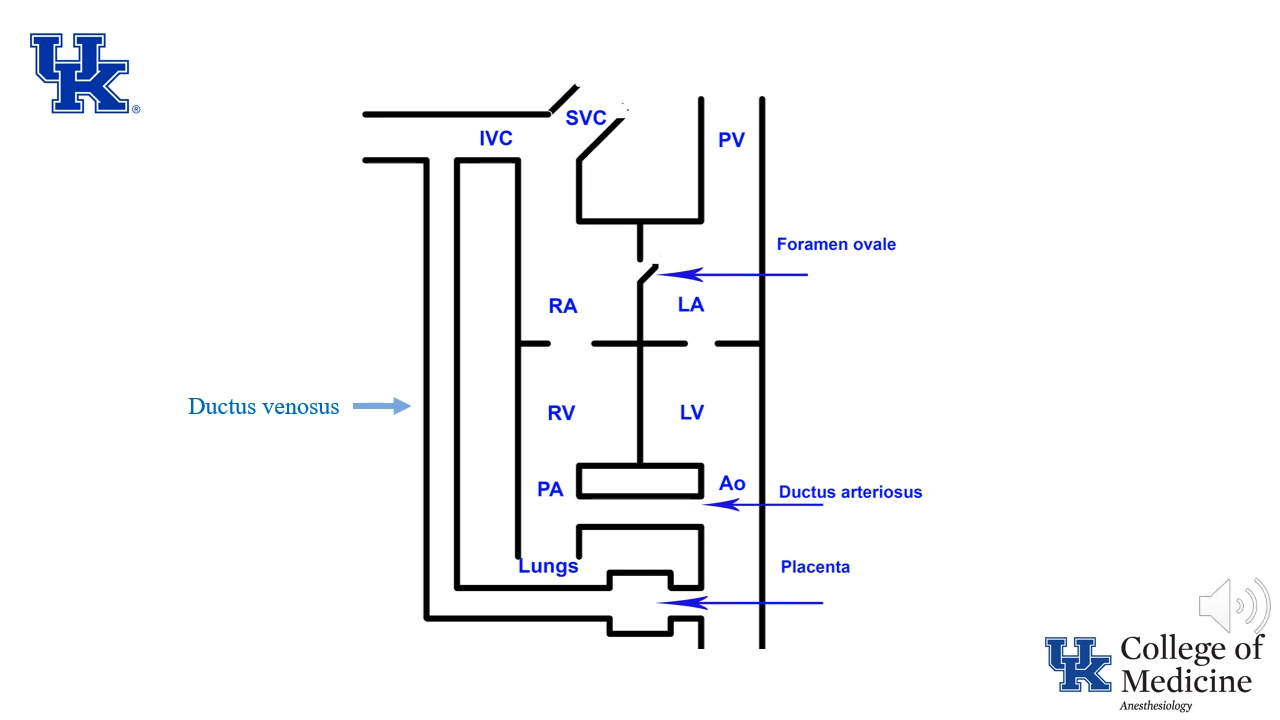 UK®
SVC
IVC
PV
Foramen ovale
RA
LA
Ductus venosus
RV
LV
PA
Ao
Ductus arteriosus
Lungs
Placenta
UK
College of
Medicine
Anesthesiology